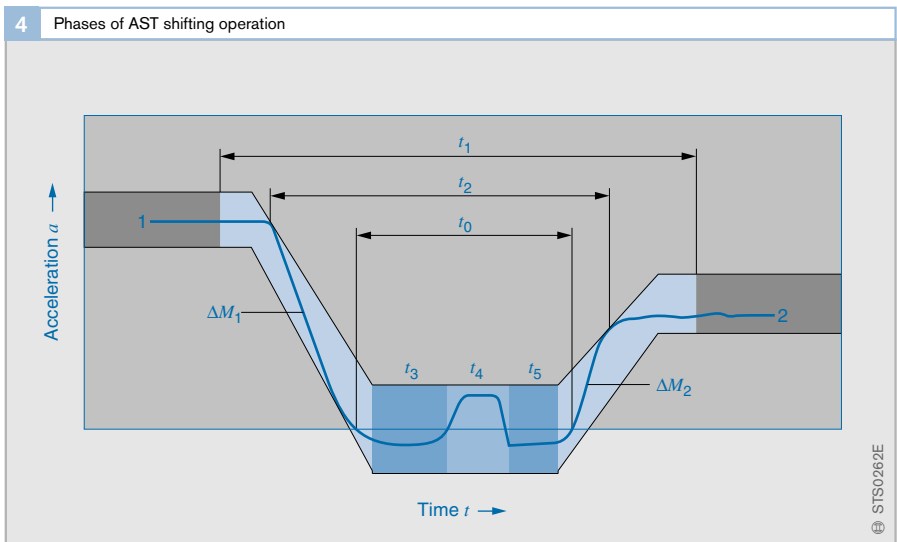 4 Phases of AST shifting operation
t1
t2
t0
Acceleration a
1
ΔM1
t3 t4 t5
2
ΔM2
Time t
STS0262E